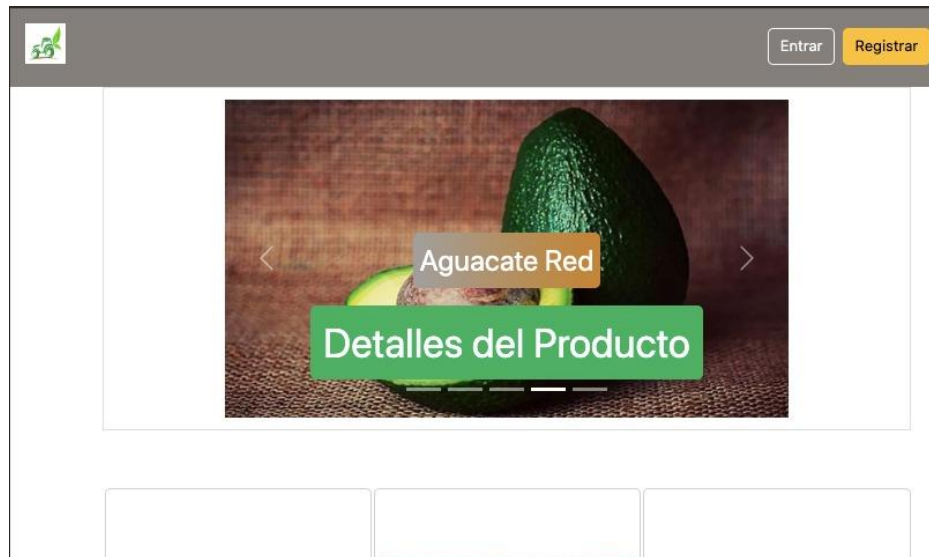 Entrar
Registrar
Aguacate Red
Detalles del Producto